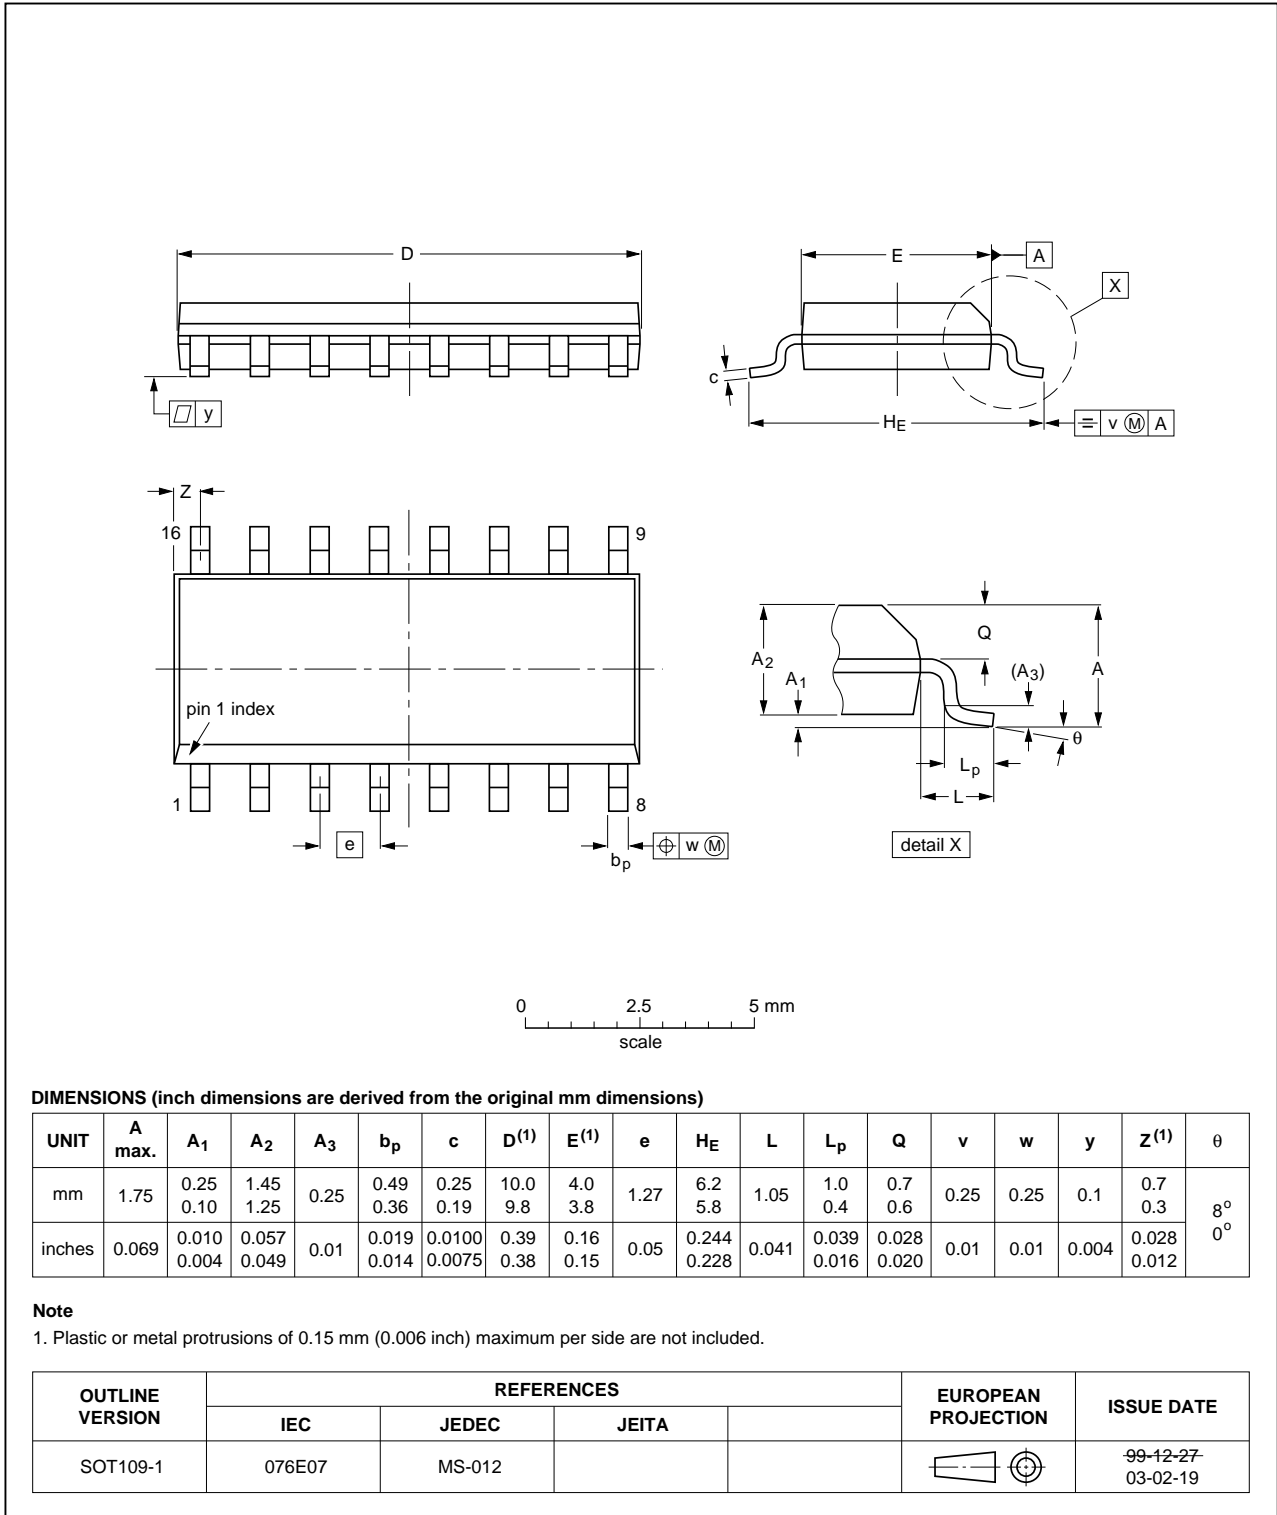 D
E
A
X
c
y
HE
v M A
Z
16
9
Q
A2
A1
(A3)
A
pin 1 index
θ
Lp
L
1
8
e
bp
w M
detail X
0 2.5 5 mm
scale
DIMENSIONS (inch dimensions are derived from the original mm dimensions)
UNIT A max. A1 A2 A3 bp c D(1) E(1) e HE L Lp Q v w y Z(1) θ
mm 1.75 0.25 0.10 1.45 1.25 0.25 0.49 0.36 0.25 0.19 10.0 9.8 4.0 3.8 1.27 6.2 5.8 1.05 1.0 0.4 0.7 0.6 0.25 0.25 0.1 0.7 0.3 8o 0o
inches 0.069 0.010 0.004 0.057 0.049 0.01 0.019 0.014 0.0100 0.0075 0.39 0.38 0.16 0.15 0.05 0.244 0.228 0.041 0.039 0.016 0.028 0.020 0.01 0.01 0.004 0.028 0.012
Note
1. Plastic or metal protrusions of 0.15 mm (0.006 inch) maximum per side are not included.
OUTLINE VERSION REFERENCES EUROPEAN PROJECTION ISSUE DATE
IEC JEDEC JEITA
SOT109-1 076E07 MS-012 99-12-27
03-02-19